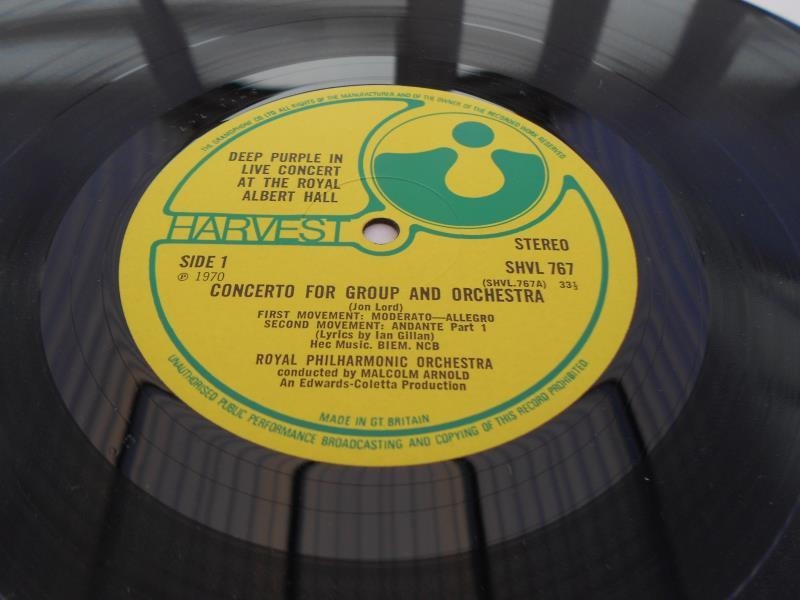 THE GRAMOPHONE CO LTD. ALL RIGHTS OF THE MANUFACTURER AND OF THE OWNER OF THE RECORDED WORK RESERVED
DEEP PURPLE IN
LIVE CONCERT
AT THE ROYAL
ALBERT HALL
HARVEST
STEREO
SIDE 1
SHVL 767
℗ 1970
(SHVL.767A) 33⅓
CONCERTO FOR GROUP AND ORCHESTRA
(Jon Lord)
FIRST MOVEMENT: MODERATO—ALLEGRO
SECOND MOVEMENT: ANDANTE Part 1
(Lyrics by Ian Gillan)
Hec Music. BIEM. NCB
ROYAL PHILHARMONIC ORCHESTRA
conducted by MALCOLM ARNOLD
An Edwards-Coletta Production
MADE IN GT. BRITAIN
UNAUTHORISED PUBLIC PERFORMANCE BROADCASTING AND COPYING OF THIS RECORD PROHIBITED.